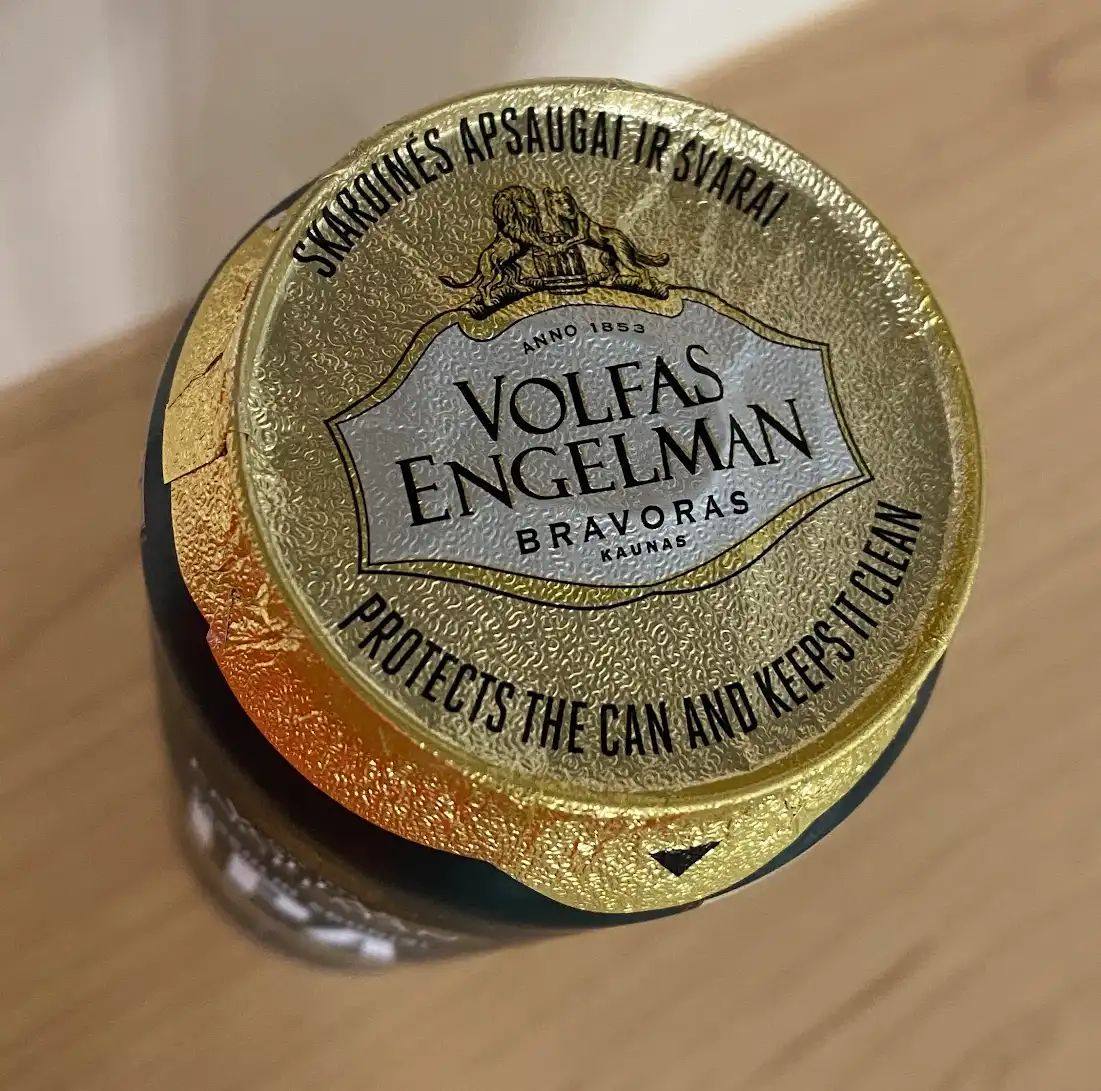 SKARDINĖS APSAUGAI IR ŠVARAI
ANNO 1853
VOLFAS
ENGELMAN
BRAVORAS
KAUNAS
PROTECTS THE CAN AND KEEPS IT CLEAN